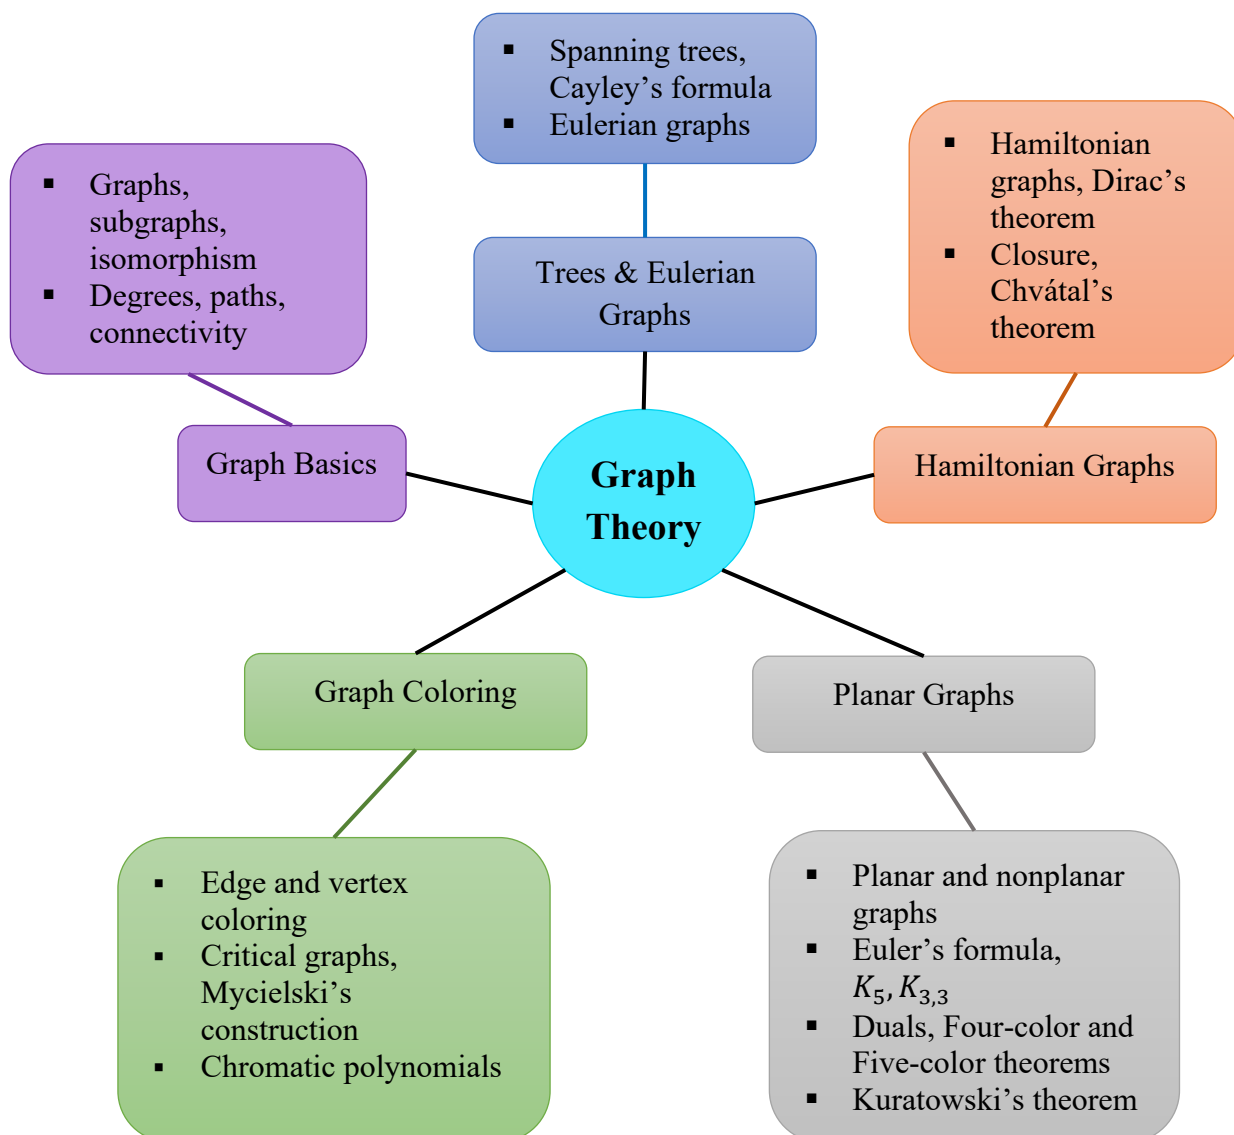 ▪ Spanning trees,
Cayley’s formula
▪ Eulerian graphs
▪ Hamiltonian
graphs, Dirac’s
theorem
▪ Closure,
Chvátal’s
theorem
▪ Graphs,
subgraphs,
isomorphism
▪ Degrees, paths,
connectivity
Trees & Eulerian
Graphs
Graph Basics
Graph
Theory
Hamiltonian Graphs
Graph Coloring
Planar Graphs
▪ Edge and vertex
coloring
▪ Critical graphs,
Mycielski’s
construction
▪ Chromatic polynomials
▪ Planar and nonplanar
graphs
▪ Euler’s formula,
K₅, K₃,₃
▪ Duals, Four-color and
Five-color theorems
▪ Kuratowski’s theorem